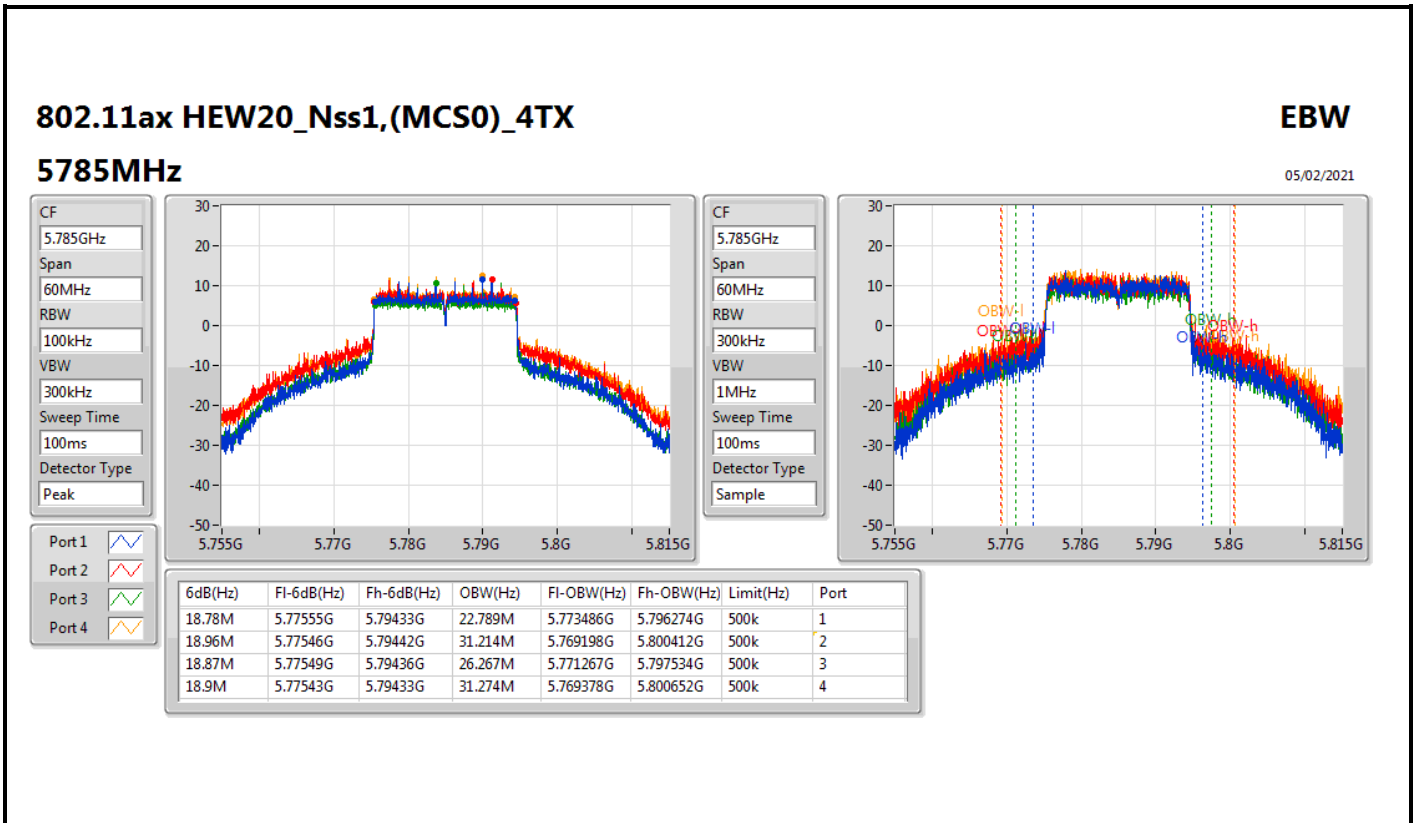 802.11ax HEW20_Nss1,(MCS0)_4TX
EBW
5785MHz
05/02/2021
CF
5.785GHz
Span
60MHz
RBW
100kHz
VBW
300kHz
Sweep Time
100ms
Detector Type
Peak
Port 1
Port 2
Port 3
Port 4
30
20
10
0
-10
-20
-30
-40
-50
5.755G 5.77G 5.78G 5.79G 5.8G 5.815G
CF
5.785GHz
Span
60MHz
RBW
300kHz
VBW
1MHz
Sweep Time
100ms
Detector Type
Sample
30
20
10
0
-10
-20
-30
-40
-50
OBW-l
OBW-l
OBW-h
5.755G 5.77G 5.78G 5.79G 5.8G 5.815G
6dB(Hz) Fl-6dB(Hz) Fh-6dB(Hz) OBW(Hz) Fl-OBW(Hz) Fh-OBW(Hz) Limit(Hz) Port
18.78M 5.77555G 5.79433G 22.789M 5.773486G 5.796274G 500k 1
18.96M 5.77546G 5.79442G 31.214M 5.769198G 5.800412G 500k 2
18.87M 5.77549G 5.79436G 26.267M 5.771267G 5.797534G 500k 3
18.9M 5.77543G 5.79433G 31.274M 5.769378G 5.800652G 500k 4